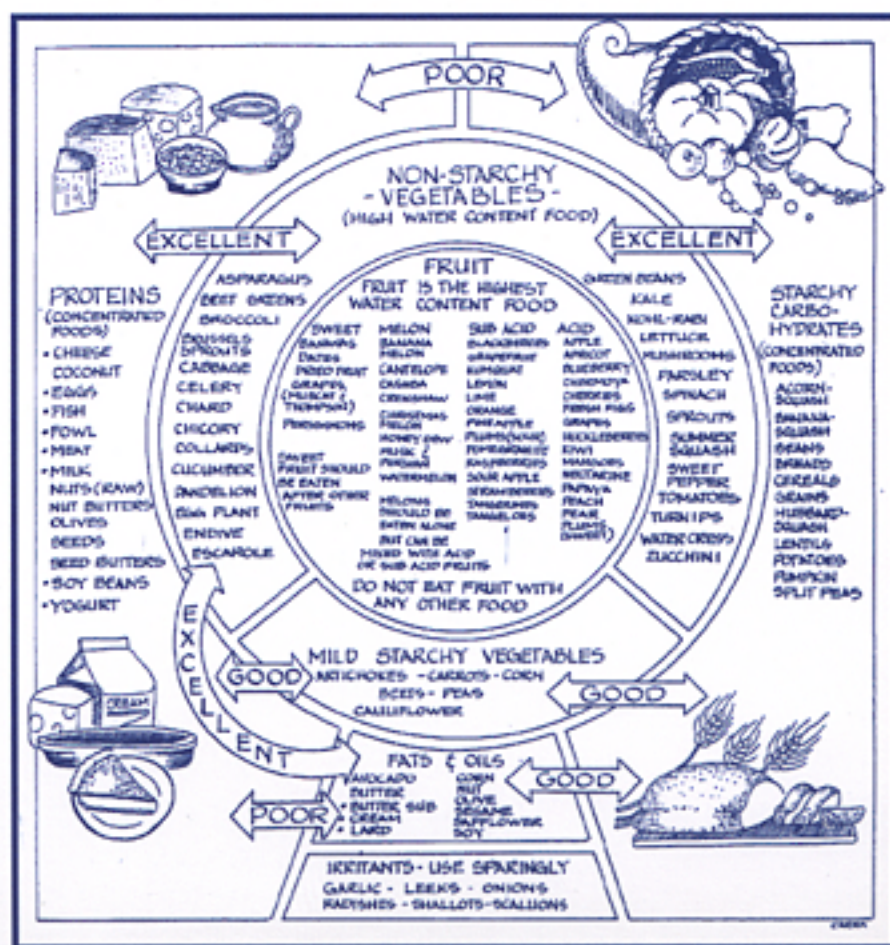 POOR
NON-STARCHY
- VEGETABLES -
(HIGH WATER CONTENT FOOD)
EXCELLENT
EXCELLENT
PROTEINS
(CONCENTRATED
FOODS)
• CHEESE
COCONUT
• EGGS
• FISH
• FOWL
• MEAT
• MILK
NUTS (RAW)
NUT BUTTERS
OLIVES
SEEDS
SEED BUTTERS
• SOY BEANS
• YOGURT
ASPARAGUS
BEET GREENS
BROCCOLI
BRUSSELS
SPROUTS
CABBAGE
CELERY
CHARD
CHICORY
COLLARDS
CUCUMBER
DANDELION
EGG PLANT
ENDIVE
ESCAROLE
FRUIT
FRUIT IS THE HIGHEST
WATER CONTENT FOOD
SWEET
BANANAS
DATES
DRIED FRUIT
GRAPES
(MUSCAT &
THOMPSON)
PERSIMMONS
SWEET
FRUIT SHOULD
BE EATEN
AFTER OTHER
FRUITS
MELON
BANANA
MELON
CANTELOPE
CASABA
CRENSHAW
CHRISTMAS
MELON
HONEY DEW
MUSK &
PERSIAN
WATERMELON
MELONS
SHOULD BE
EATEN ALONE
BUT CAN BE
MIXED WITH ACID
OR SUB ACID FRUITS
SUB ACID
BLACKBERRIES
GRAPEFRUIT
KUMQUAT
LEMON
LIME
ORANGE
PINEAPPLE
PLUMS (SOUR)
POMEGRANITE
RASPBERRIES
SOUR APPLE
STRAWBERRIES
TANGERINES
TANGELOES
ACID
APPLE
APRICOT
BLUEBERRY
CHERIMOYA
CHERRIES
FRESH FIGS
GRAPES
HUCKLEBERRIES
KIWI
MANGOES
NECTARINE
PAPAYA
PEACH
PEAR
PLUMS
(SWEET)
DO NOT EAT FRUIT WITH
ANY OTHER FOOD
GREEN BEANS
KALE
KOHL-RABI
LETTUCE
MUSHROOMS
PARSLEY
SPINACH
SPROUTS
SUMMER
SQUASH
SWEET
PEPPER
TOMATOES
TURNIPS
WATER CRESS
ZUCCHINI
STARCHY
CARBO-
HYDRATES
(CONCENTRATED
FOODS)
ACORN-
SQUASH
BANANA-
SQUASH
BEANS
BREADS
CEREALS
GRAINS
HUBBARD-
SQUASH
LENTILS
POTATOES
PUMPKIN
SPLIT PEAS
EXCELLENT
MILD STARCHY VEGETABLES
ARTICHOKES - CARROTS - CORN
BEETS - PEAS
CAULIFLOWER
GOOD
GOOD
CREAM
FATS & OILS
AVOCADO
BUTTER
• BUTTER SUB
• CREAM
• LARD
CORN
NUT
OLIVE
SESAME
SAFFLOWER
SOY
GOOD
POOR
IRRITANTS - USE SPARINGLY
GARLIC - LEEKS - ONIONS
RADISHES - SHALLOTS - SCALLIONS